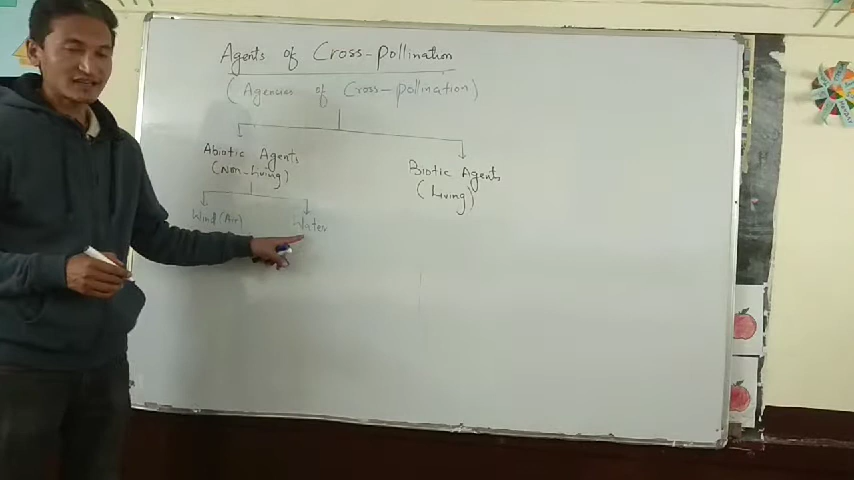 Agents of Cross-Pollination
(Agencies of Cross-pollination)
Abiotic Agents
(Non-Living)
Biotic Agents
(Living)
Wind (Air)
Water